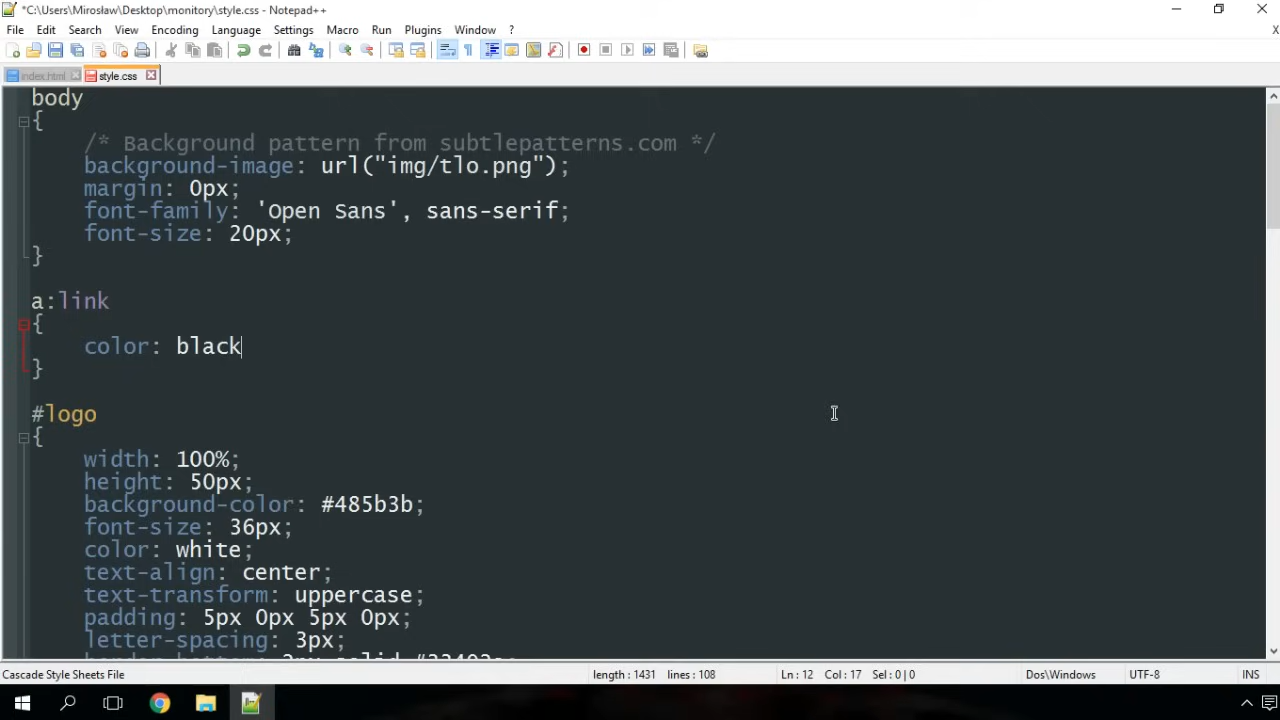 *C:\Users\Mirosław\Desktop\monitory\style.css - Notepad++
File Edit Search View Encoding Language Settings Macro Run Plugins Window ? X
index.html style.css
body
{
/* Background pattern from subtlepatterns.com */
background-image: url("img/tlo.png");
margin: 0px;
font-family: 'Open Sans', sans-serif;
font-size: 20px;
}
a:link
{
color: black
}
#logo
{
width: 100%;
height: 50px;
background-color: #485b3b;
font-size: 36px;
color: white;
text-align: center;
text-transform: uppercase;
padding: 5px 0px 5px 0px;
letter-spacing: 3px;
Cascade Style Sheets File length : 1431 lines : 108 Ln : 12 Col : 17 Sel : 0 | 0 Dos\Windows UTF-8 INS